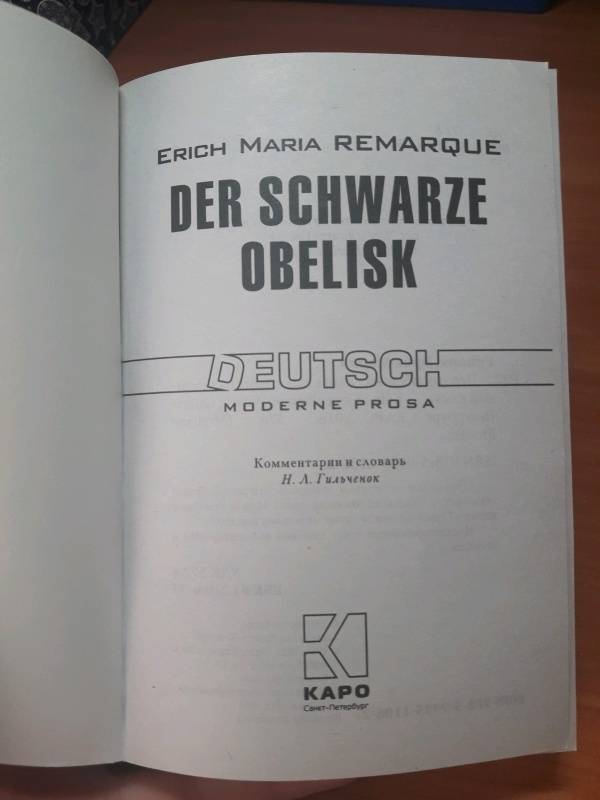 ERICH MARIA REMARQUE
DER SCHWARZE
OBELISK
DEUTSCH
MODERNE PROSA
Комментарии и словарь
Н. Л. Гильченок
КАРО
Санкт-Петербург